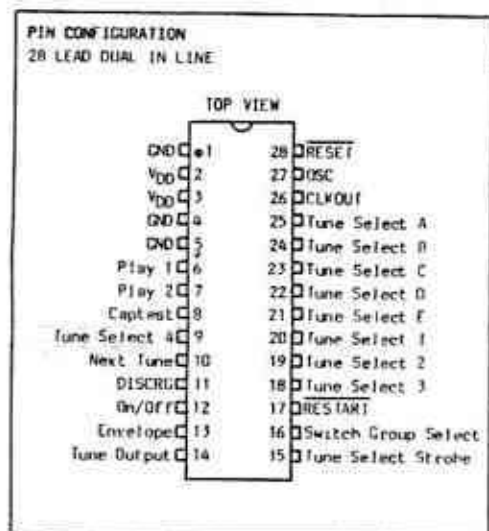 PIN CONFIGURATION
28 LEAD DUAL IN LINE
TOP VIEW
GND 1 28 RESET
VDD 2 27 OSC
VDD 3 26 CLKOUT
GND 4 25 Tune Select A
GND 5 24 Tune Select B
Play 1 6 23 Tune Select C
Play 2 7 22 Tune Select D
Captest 8 21 Tune Select E
Tune Select 4 9 20 Tune Select 1
Next Tune 10 19 Tune Select 2
DISCRG 11 18 Tune Select 3
On/Off 12 17 RESTART
Envelope 13 16 Switch Group Select
Tune Output 14 15 Tune Select Strobe